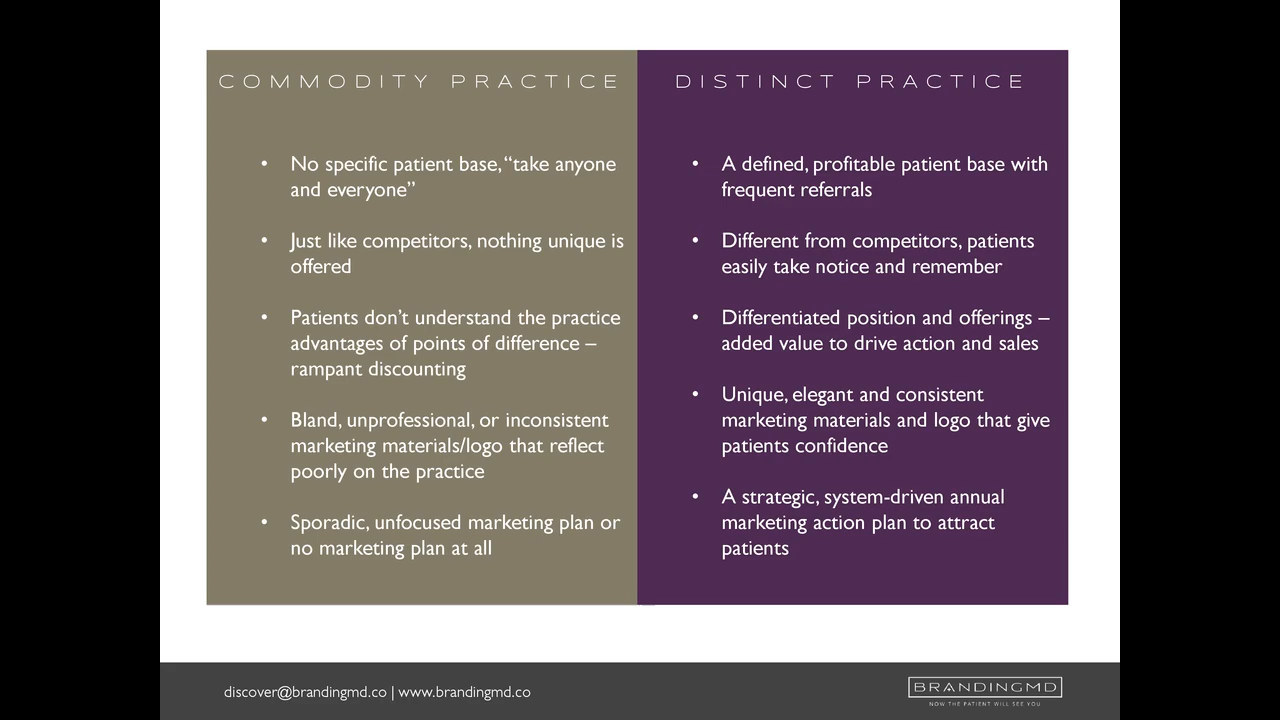 COMMODITY PRACTICE
• No specific patient base, “take anyone
and everyone”
• Just like competitors, nothing unique is
offered
• Patients don’t understand the practice
advantages of points of difference –
rampant discounting
• Bland, unprofessional, or inconsistent
marketing materials/logo that reflect
poorly on the practice
• Sporadic, unfocused marketing plan or
no marketing plan at all
DISTINCT PRACTICE
• A defined, profitable patient base with
frequent referrals
• Different from competitors, patients
easily take notice and remember
• Differentiated position and offerings –
added value to drive action and sales
• Unique, elegant and consistent
marketing materials and logo that give
patients confidence
• A strategic, system-driven annual
marketing action plan to attract
patients
discover@brandingmd.co | www.brandingmd.co
BRANDINGMD
NOW THE PATIENT WILL SEE YOU